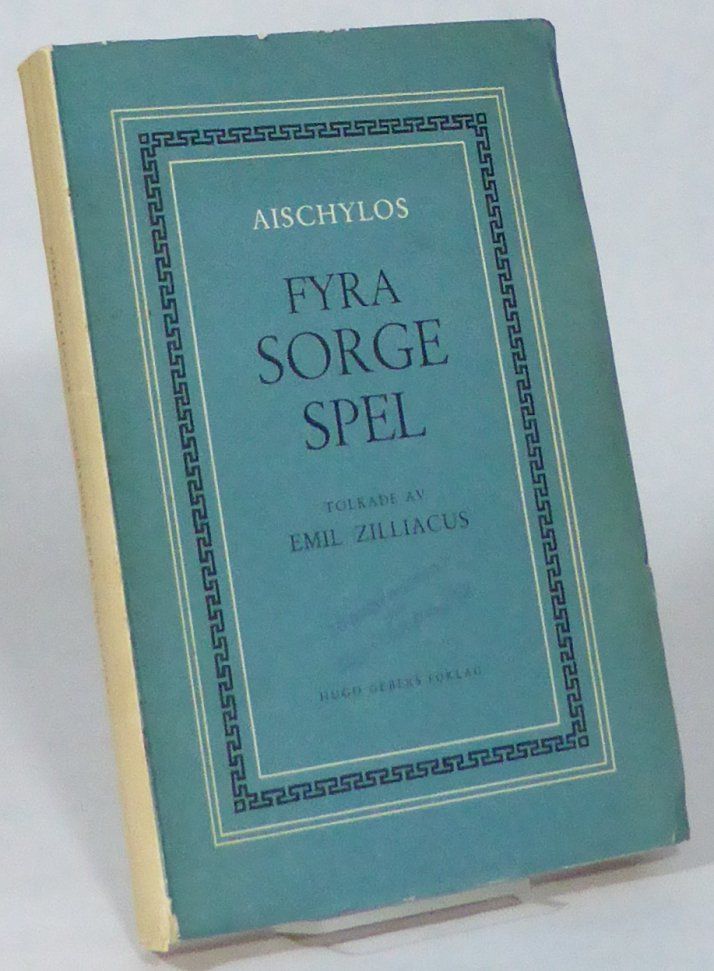 AISCHYLOS
FYRA
SORGE
SPEL
TOLKADE AV
EMIL ZILLIACUS
HUGO GEBERS FÖRLAG